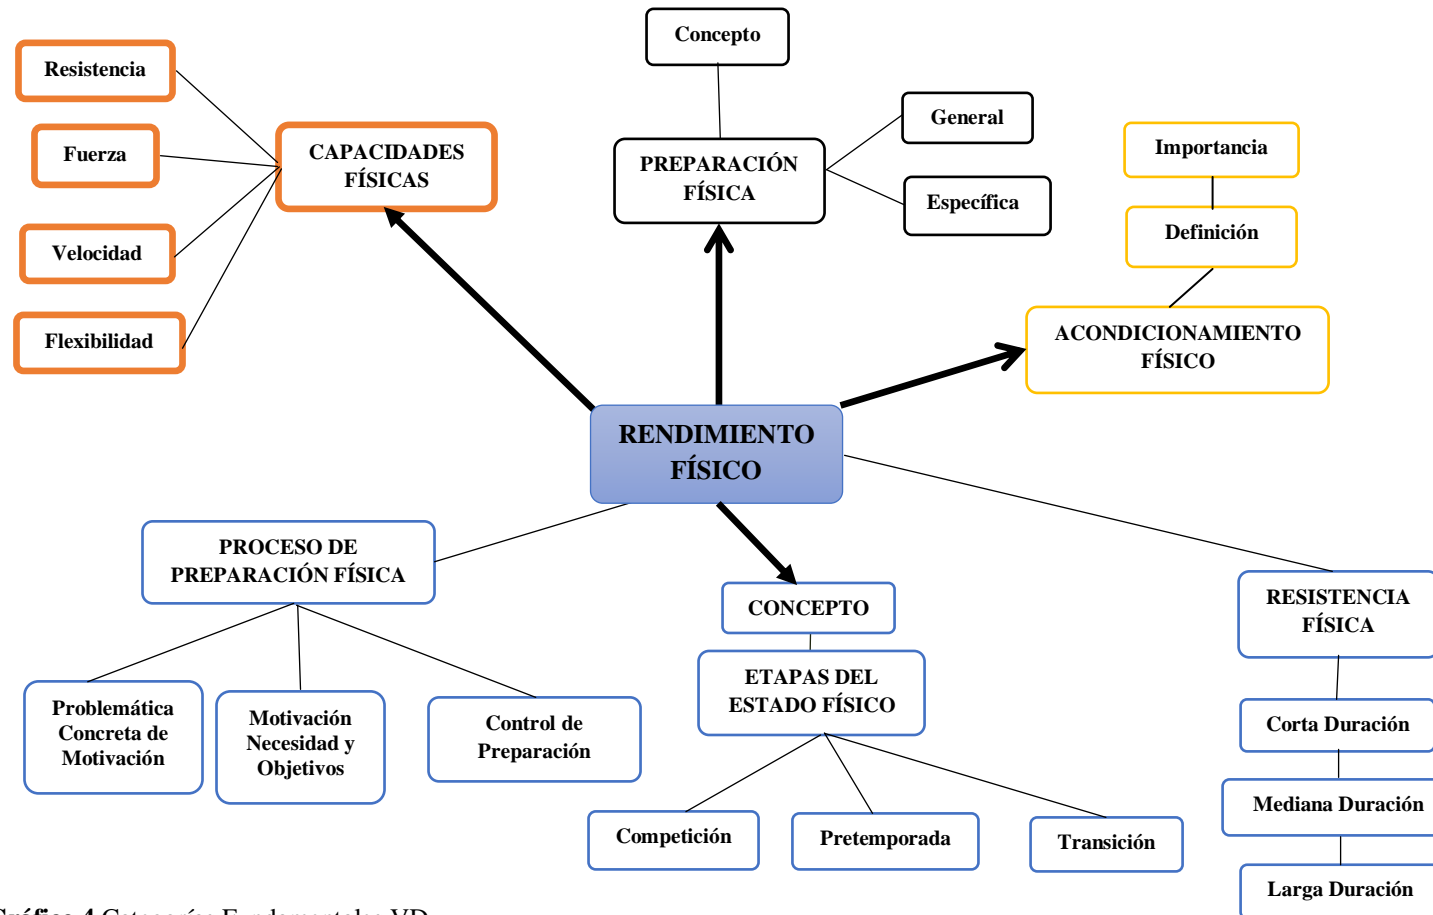 Concepto
Resistencia
General
Fuerza
CAPACIDADES
FÍSICAS
PREPARACIÓN
FÍSICA
Importancia
Específica
Definición
Velocidad
Flexibilidad
ACONDICIONAMIENTO
FÍSICO
RENDIMIENTO
FÍSICO
PROCESO DE
PREPARACIÓN FÍSICA
CONCEPTO
RESISTENCIA
FÍSICA
ETAPAS DEL
ESTADO FÍSICO
Problemática
Concreta de
Motivación
Motivación
Necesidad y
Objetivos
Control de
Preparación
Corta Duración
Mediana Duración
Competición
Pretemporada
Transición
Larga Duración